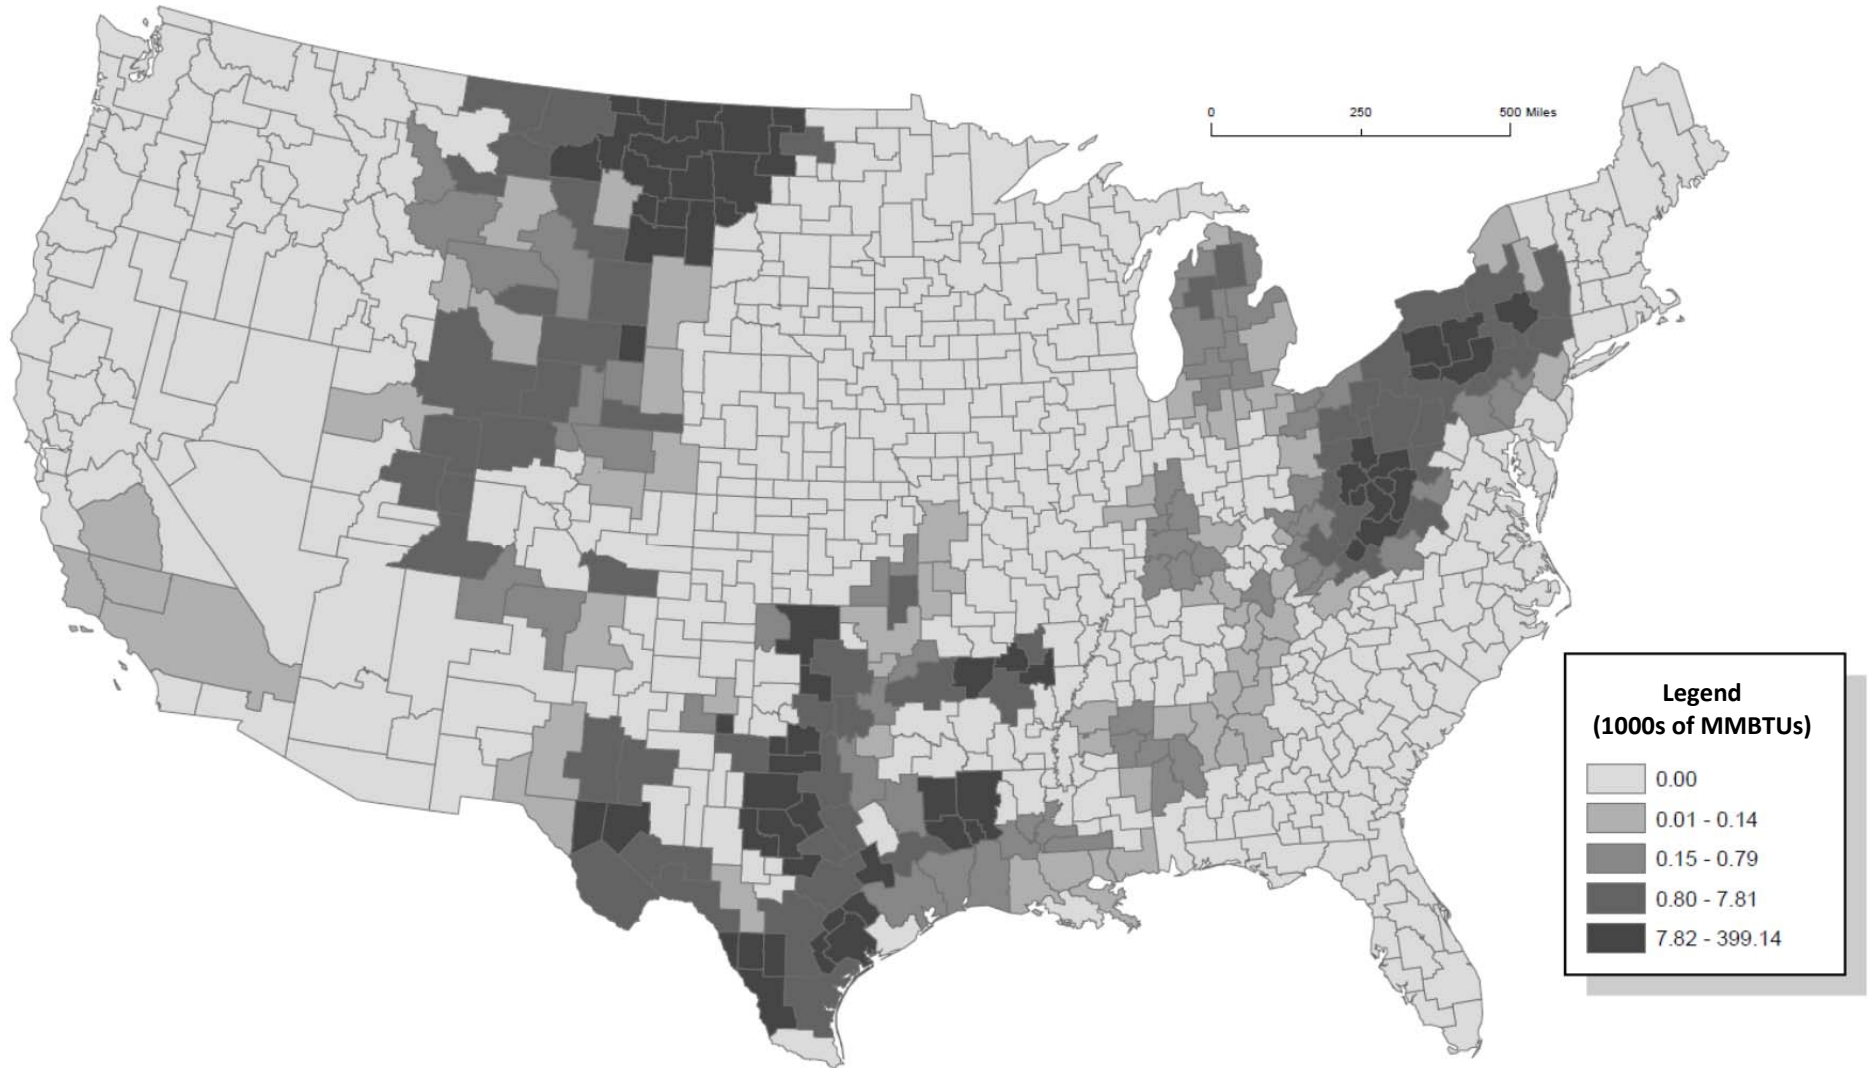 0 250 500 Miles
Legend
(1000s of MMBTUs)
0.00
0.01 - 0.14
0.15 - 0.79
0.80 - 7.81
7.82 - 399.14